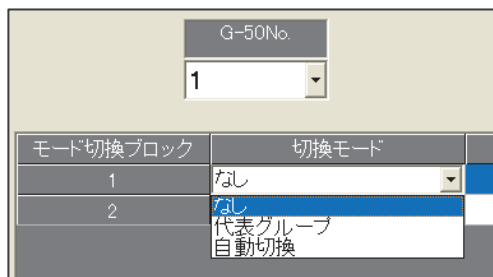 G-50No.
1
モード切換ブロック 切換モード
1 なし
2 なし
代表グループ
自動切換